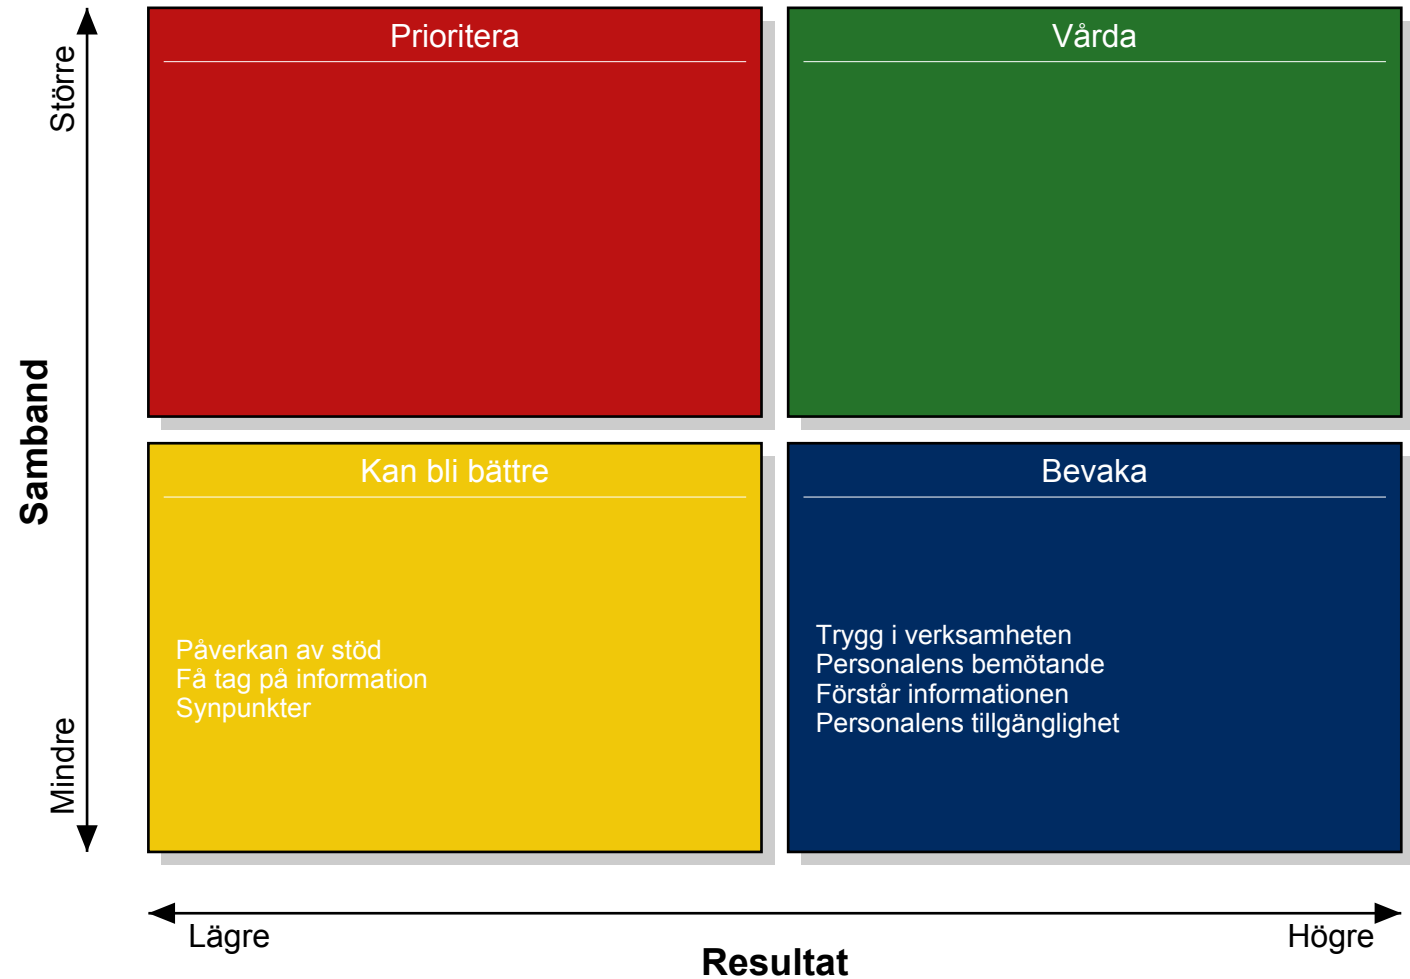 Prioritera
Vårda
Större
Samband
Mindre
Kan bli bättre
Påverkan av stöd
Få tag på information
Synpunkter
Bevaka
Trygg i verksamheten
Personalens bemötande
Förstår informationen
Personalens tillgänglighet
Lägre
Högre
Resultat